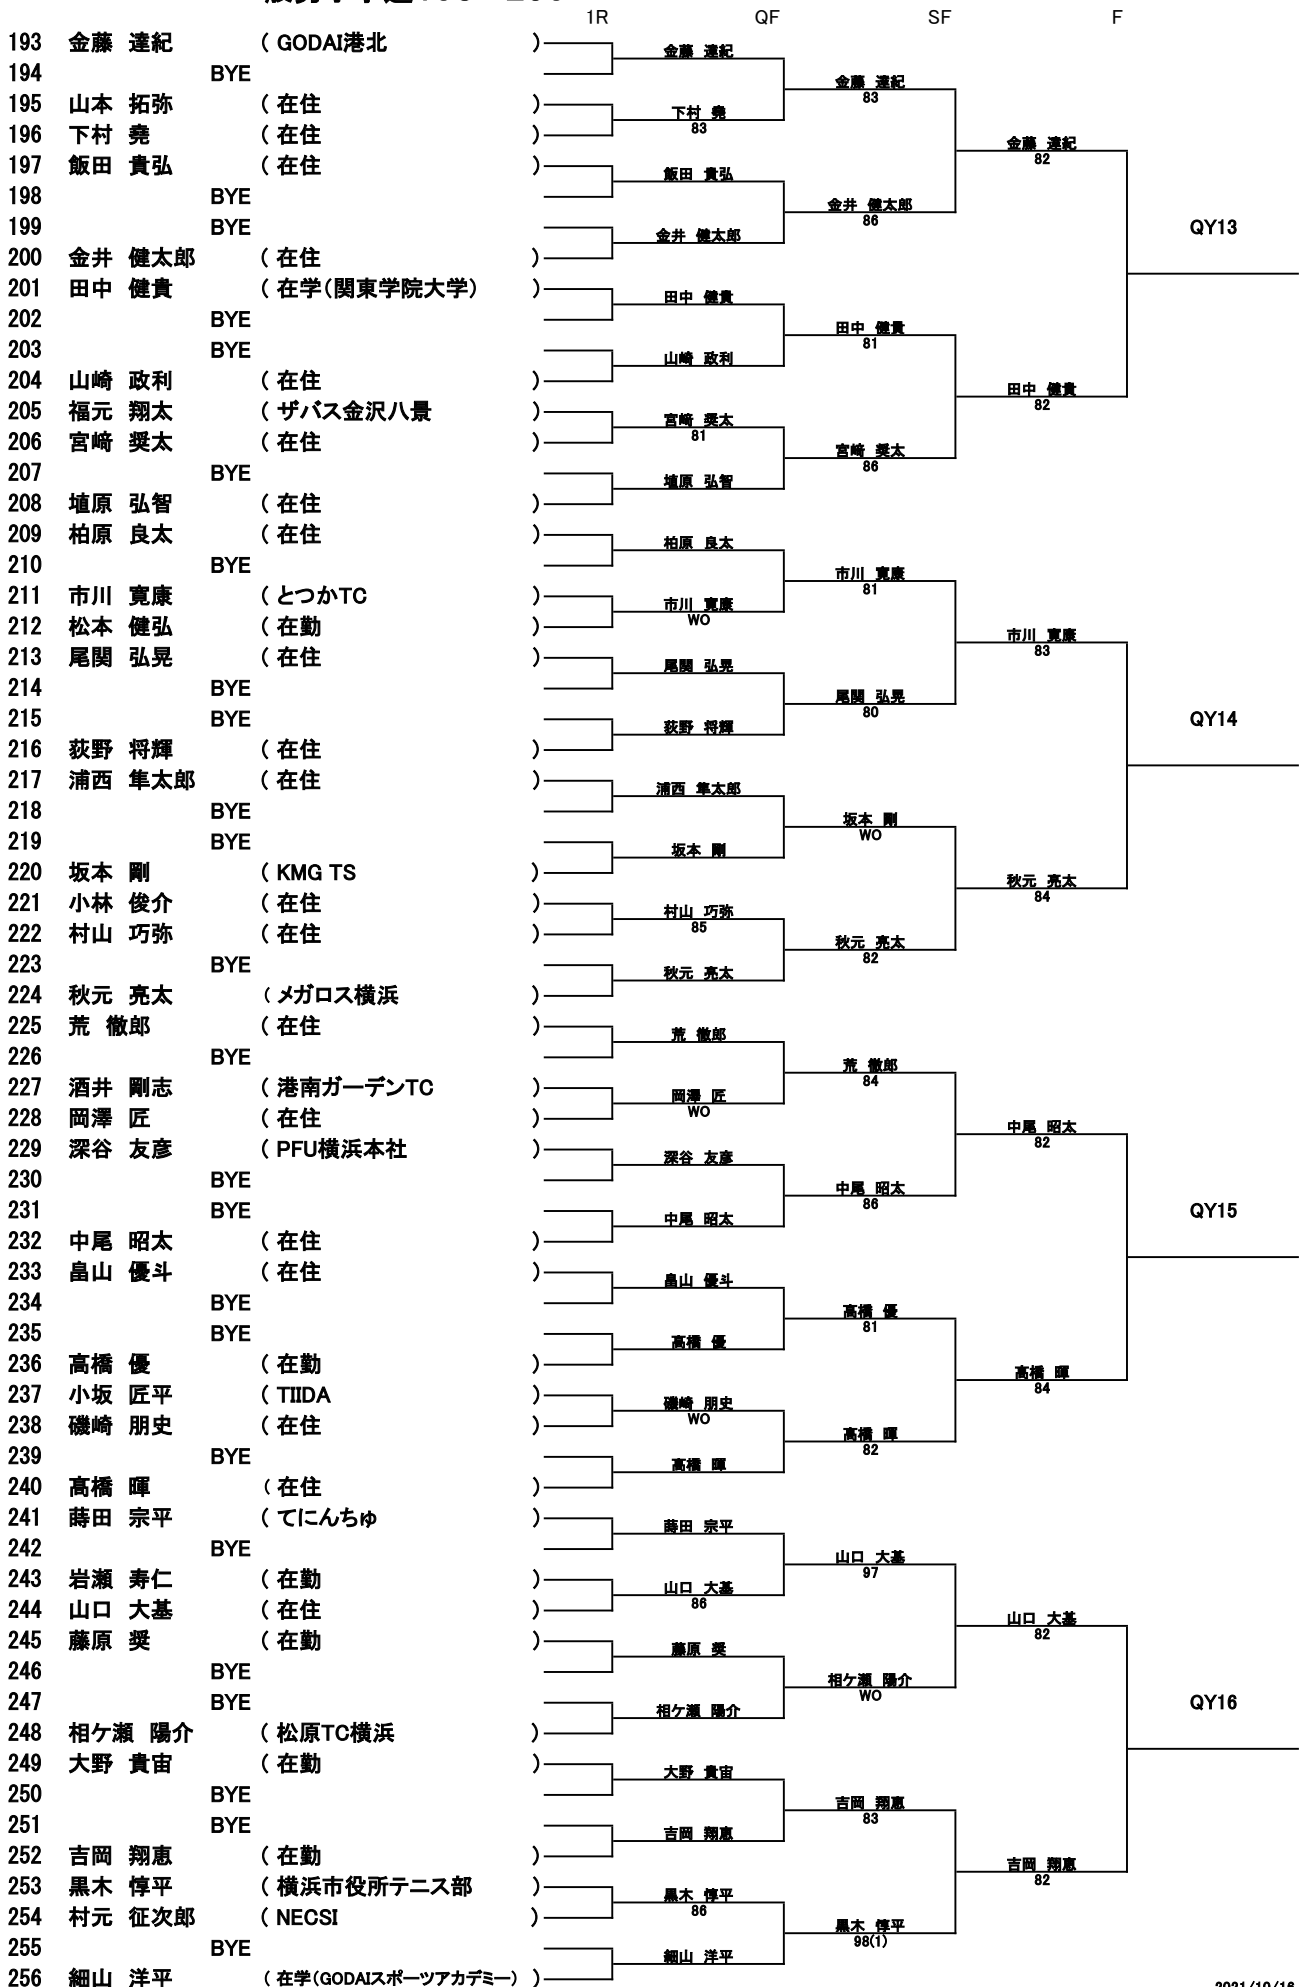 1R QF SF F
193 金藤 達紀 ( GODAI港北 )
金藤 達紀
194 BYE
金藤 達紀
83
195 山本 拓弥 ( 在住 )
下村 堯
83
196 下村 堯 ( 在住 )
金藤 達紀
82
197 飯田 貴弘 ( 在住 )
飯田 貴弘
198 BYE
金井 健太郎
86
199 BYE
QY13
金井 健太郎
200 金井 健太郎 ( 在住 )
201 田中 健貴 ( 在学(関東学院大学) )
田中 健貴
202 BYE
田中 健貴
81
203 BYE
山崎 政利
204 山崎 政利 ( 在住 )
田中 健貴
82
205 福元 翔太 ( ザバス金沢八景 )
宮﨑 奨太
81
206 宮﨑 奨太 ( 在住 )
宮﨑 奨太
86
207 BYE
埴原 弘智
208 埴原 弘智 ( 在住 )
209 柏原 良太 ( 在住 )
柏原 良太
210 BYE
市川 寛康
81
211 市川 寛康 ( とつかTC )
市川 寛康
WO
212 松本 健弘 ( 在勤 )
市川 寛康
83
213 尾関 弘晃 ( 在住 )
尾関 弘晃
214 BYE
尾関 弘晃
80
215 BYE
QY14
荻野 将輝
216 荻野 将輝 ( 在住 )
217 浦西 隼太郎 ( 在住 )
浦西 隼太郎
218 BYE
坂本 剛
WO
219 BYE
坂本 剛
220 坂本 剛 ( KMG TS )
秋元 亮太
84
221 小林 俊介 ( 在住 )
村山 巧弥
85
222 村山 巧弥 ( 在住 )
秋元 亮太
82
223 BYE
秋元 亮太
224 秋元 亮太 ( メガロス横浜 )
225 荒 徹郎 ( 在住 )
荒 徹郎
226 BYE
荒 徹郎
84
227 酒井 剛志 ( 港南ガーデンTC )
岡澤 匠
WO
228 岡澤 匠 ( 在住 )
中尾 昭太
82
229 深谷 友彦 ( PFU横浜本社 )
深谷 友彦
230 BYE
中尾 昭太
86
231 BYE
QY15
中尾 昭太
232 中尾 昭太 ( 在住 )
233 畠山 優斗 ( 在住 )
畠山 優斗
234 BYE
高橋 優
81
235 BYE
高橋 優
236 高橋 優 ( 在勤 )
髙橋 暉
84
237 小坂 匠平 ( TIIDA )
磯崎 朋史
WO
238 磯崎 朋史 ( 在住 )
髙橋 暉
82
239 BYE
髙橋 暉
240 髙橋 暉 ( 在住 )
241 蒔田 宗平 ( てにんちゅ )
蒔田 宗平
242 BYE
山口 大基
97
243 岩瀬 寿仁 ( 在勤 )
山口 大基
86
244 山口 大基 ( 在住 )
山口 大基
82
245 藤原 奨 ( 在勤 )
藤原 奨
246 BYE
相ケ瀬 陽介
WO
247 BYE
QY16
相ケ瀬 陽介
248 相ケ瀬 陽介 ( 松原TC横浜 )
249 大野 貴宙 ( 在勤 )
大野 貴宙
250 BYE
吉岡 翔恵
83
251 BYE
吉岡 翔恵
252 吉岡 翔恵 ( 在勤 )
吉岡 翔恵
82
253 黒木 惇平 ( 横浜市役所テニス部 )
黒木 惇平
86
254 村元 征次郎 ( NECSI )
黒木 惇平
98(1)
255 BYE
細山 洋平
256 細山 洋平 ( 在学(GODAIスポーツアカデミー) )